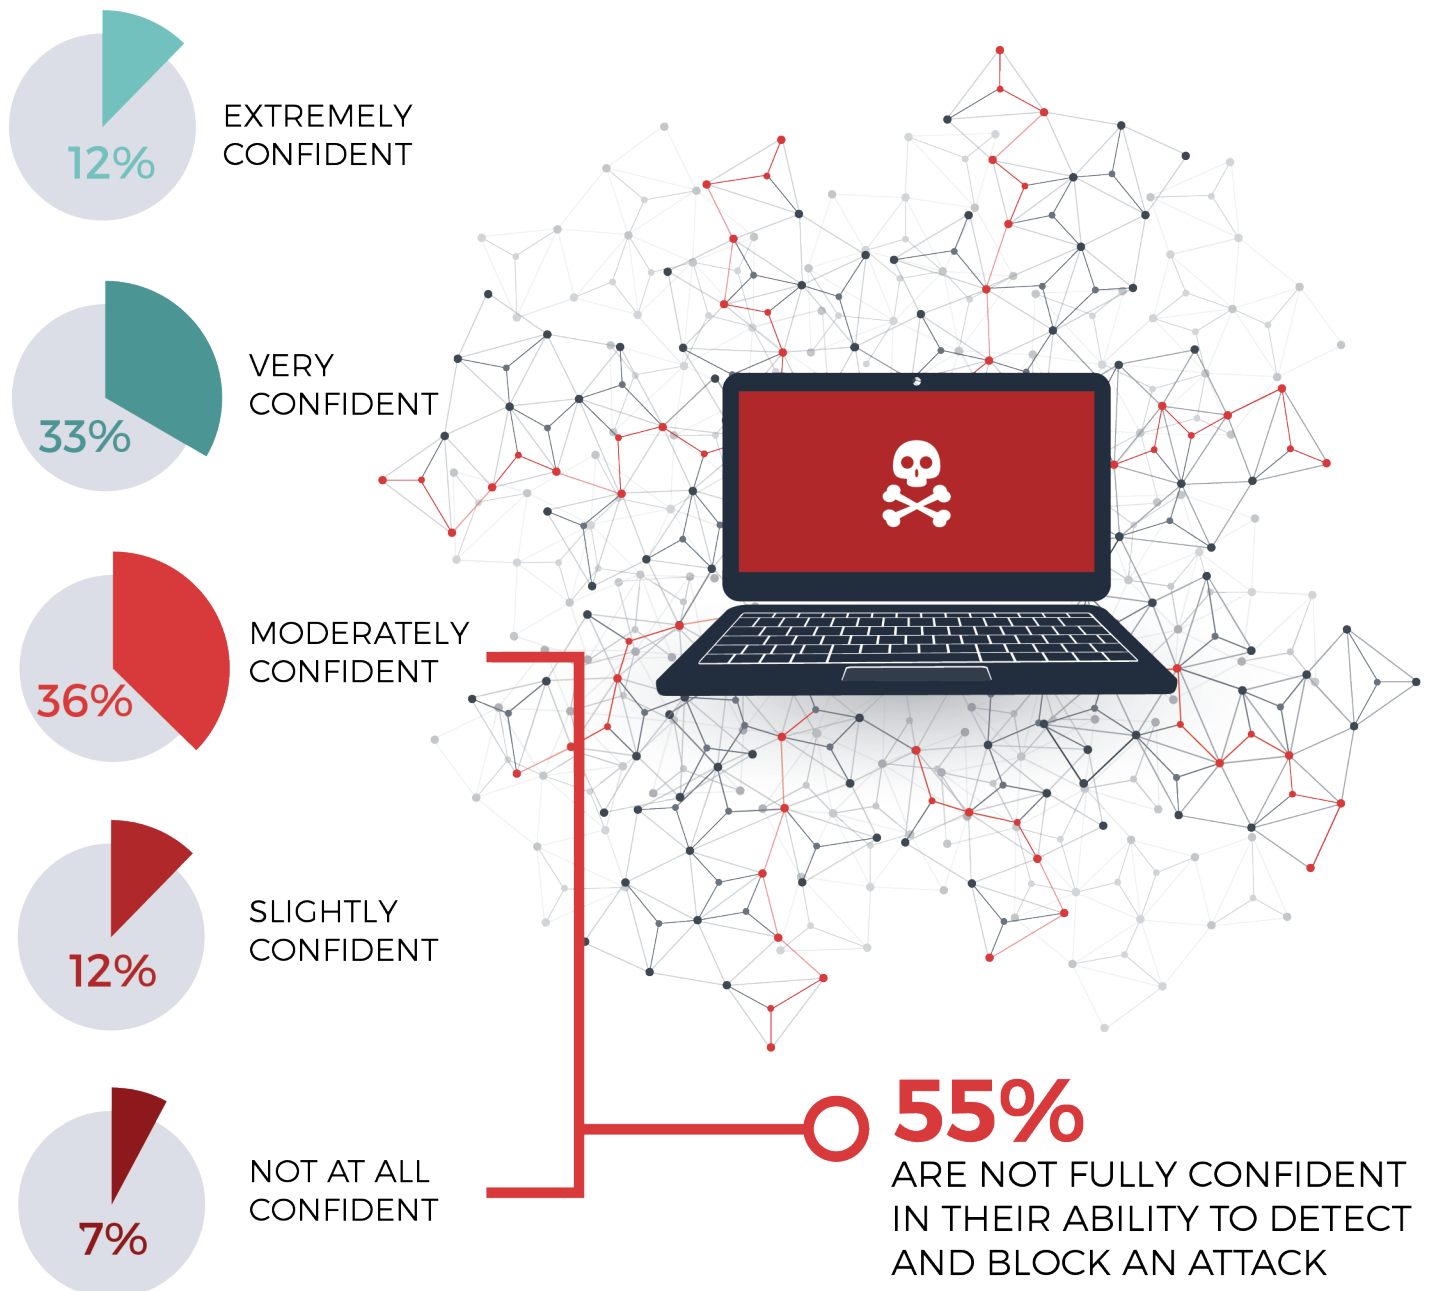 12%
EXTREMELY
CONFIDENT
33%
VERY
CONFIDENT
36%
MODERATELY
CONFIDENT
12%
SLIGHTLY
CONFIDENT
7%
NOT AT ALL
CONFIDENT
55%
ARE NOT FULLY CONFIDENT
IN THEIR ABILITY TO DETECT
AND BLOCK AN ATTACK